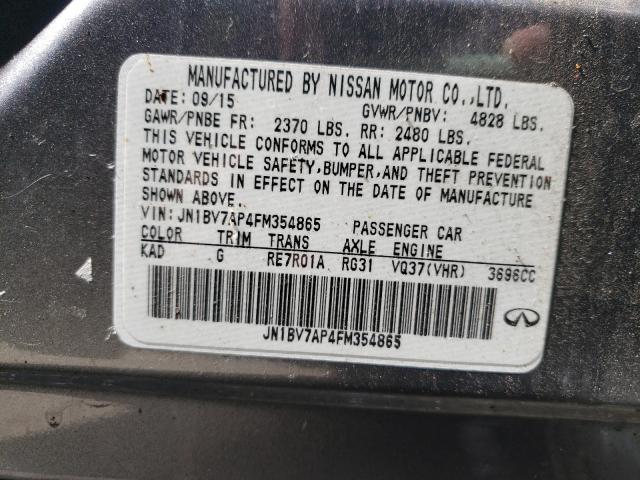 MANUFACTURED BY NISSAN MOTOR CO.,LTD.
DATE: 09/15 GVWR/PNBV: 4828 LBS.
GAWR/PNBE FR: 2370 LBS. RR: 2480 LBS.
THIS VEHICLE CONFORMS TO ALL APPLICABLE FEDERAL
MOTOR VEHICLE SAFETY,BUMPER,AND THEFT PREVENTION
STANDARDS IN EFFECT ON THE DATE OF MANUFACTURE
SHOWN ABOVE.
VIN: JN1BV7AP4FM354865 PASSENGER CAR
COLOR TRIM TRANS AXLE ENGINE
KAD G RE7R01A RG31 VQ37(VHR) 3696CC
JN1BV7AP4FM354865